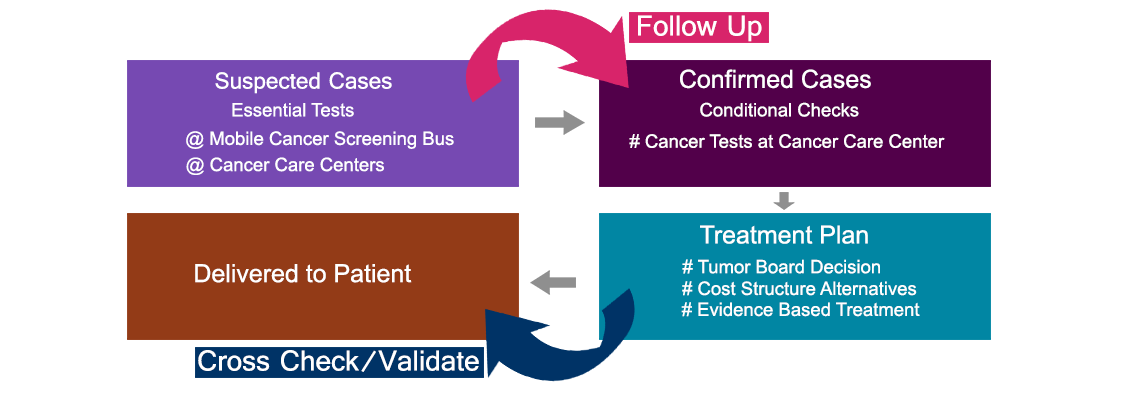 Follow Up
Suspected Cases
Essential Tests
@ Mobile Cancer Screening Bus
@ Cancer Care Centers
Confirmed Cases
Conditional Checks
# Cancer Tests at Cancer Care Center
Treatment Plan
# Tumor Board Decision
# Cost Structure Alternatives
# Evidence Based Treatment
Delivered to Patient
Cross Check/Validate